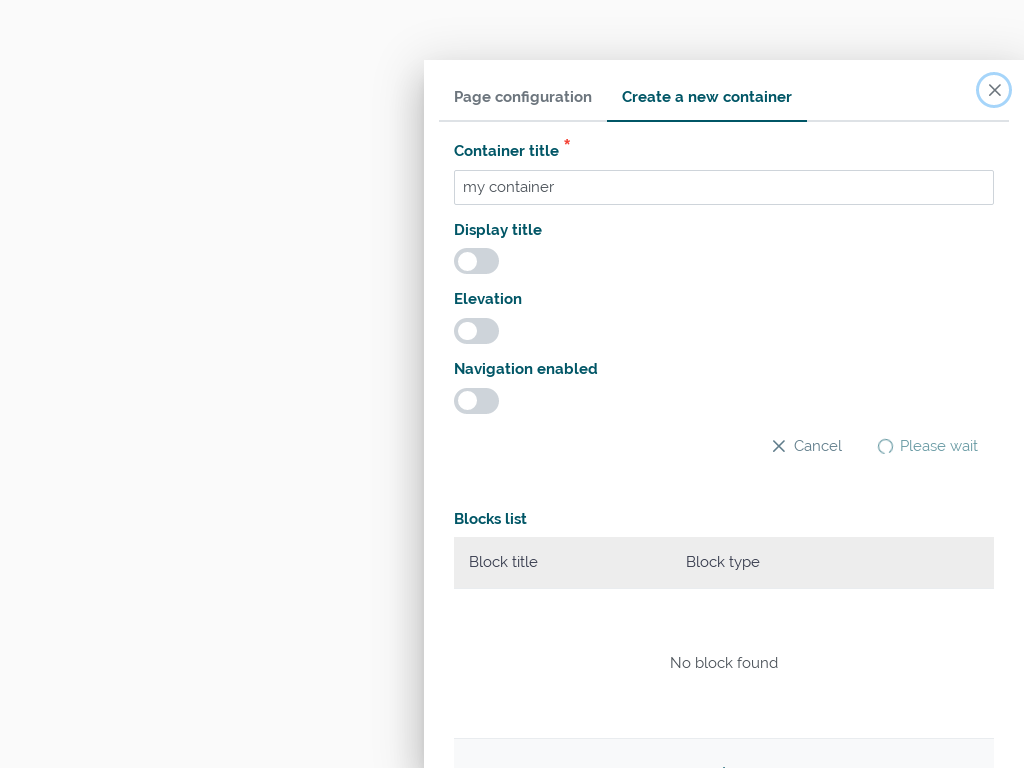 Page configuration
Create a new container
Container title *
my container
Display title
Elevation
Navigation enabled
Cancel
Please wait
Blocks list
Block title
Block type
No block found